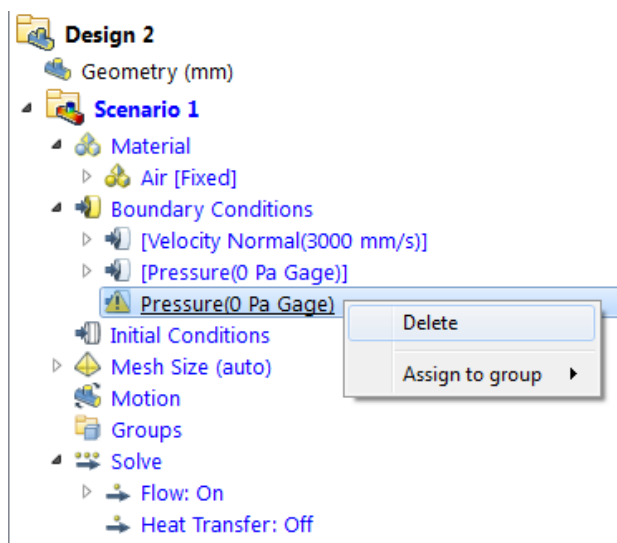 Design 2
Geometry (mm)
Scenario 1
Material
Air [Fixed]
Boundary Conditions
[Velocity Normal(3000 mm/s)]
[Pressure(0 Pa Gage)]
Pressure(0 Pa Gage)
Delete
Initial Conditions
Assign to group
Mesh Size (auto)
Motion
Groups
Solve
Flow: On
Heat Transfer: Off